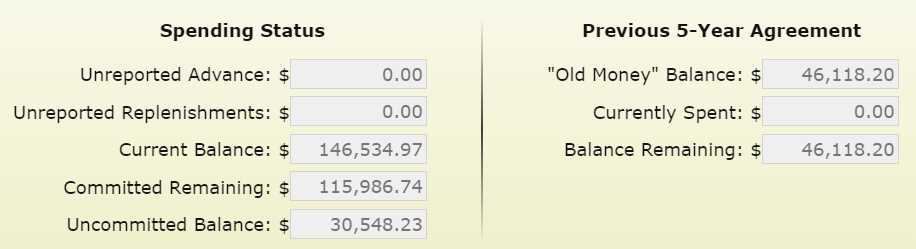 Spending Status
Unreported Advance: $ 0.00
Unreported Replenishments: $ 0.00
Current Balance: $ 146,534.97
Committed Remaining: $ 115,986.74
Uncommitted Balance: $ 30,548.23
Previous 5-Year Agreement
"Old Money" Balance: $ 46,118.20
Currently Spent: $ 0.00
Balance Remaining: $ 46,118.20